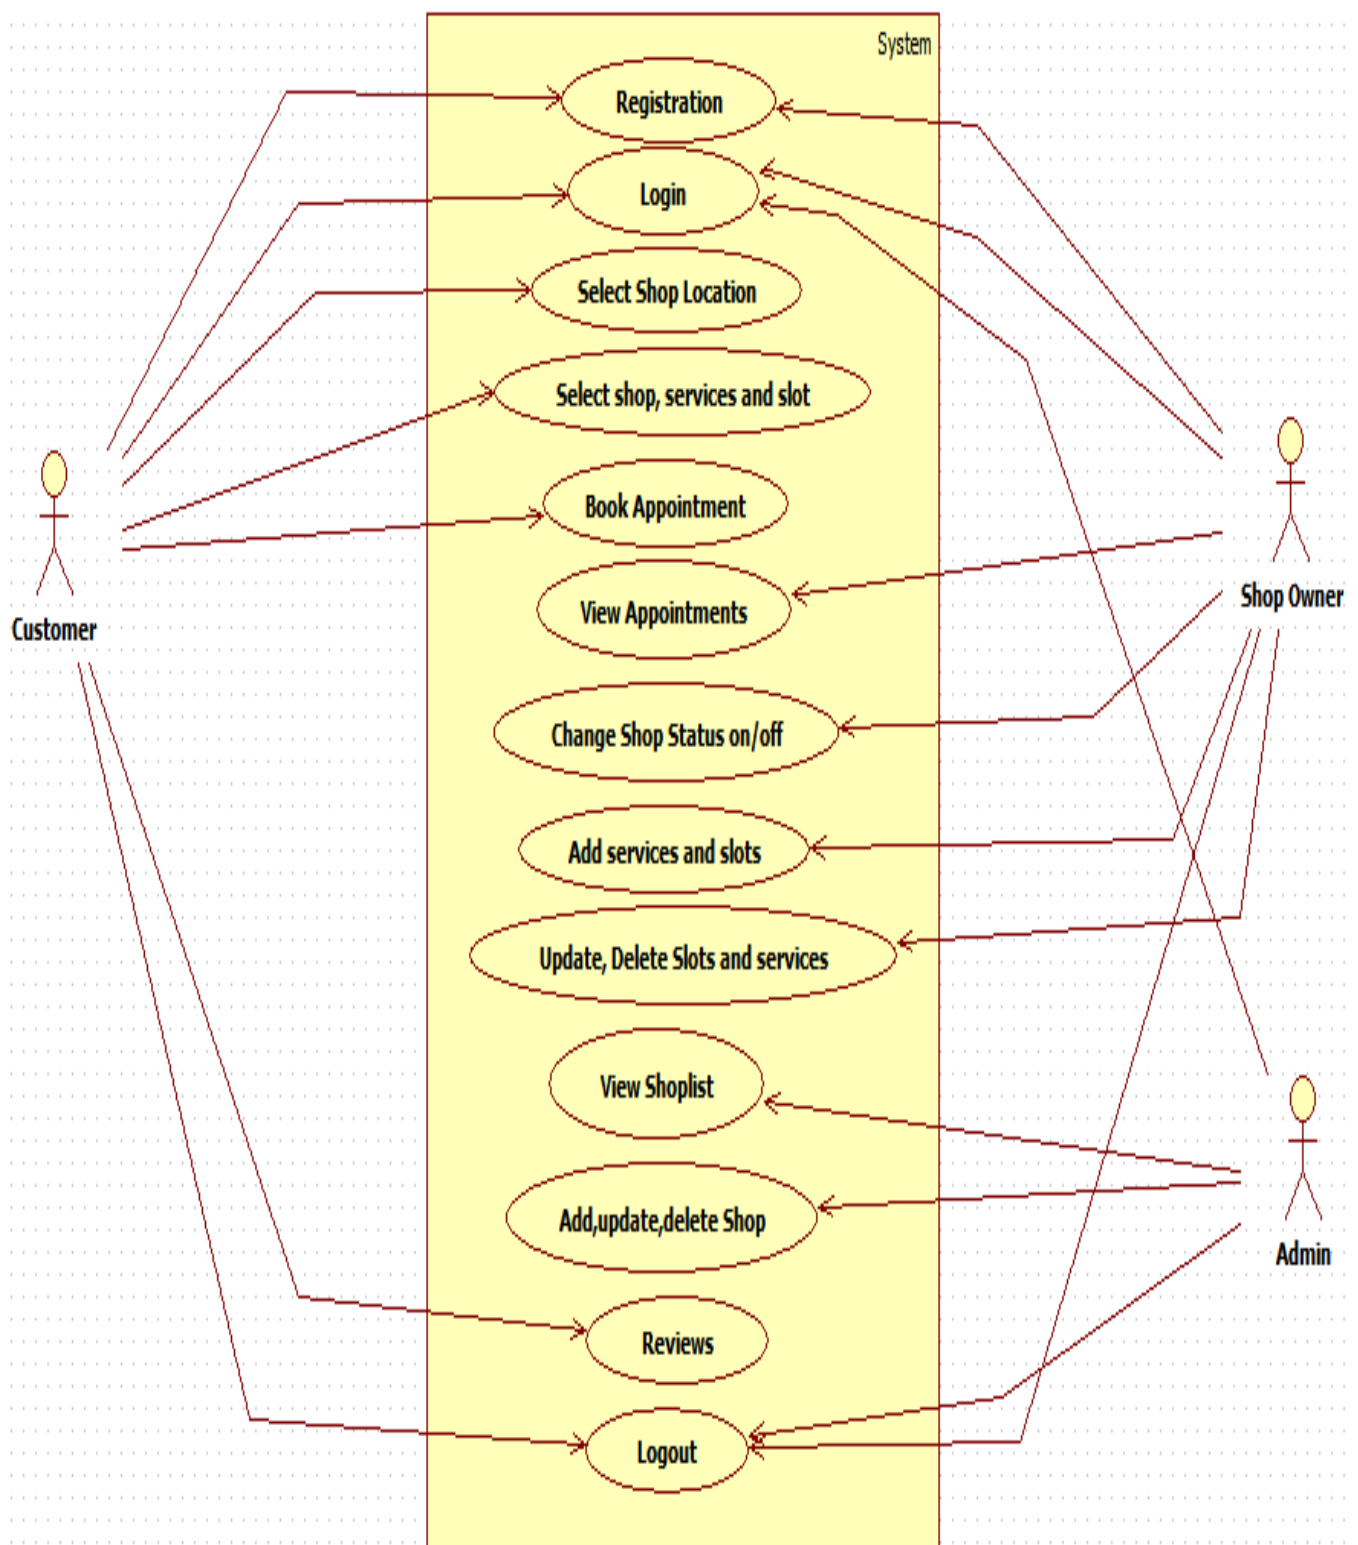 System
Registration
Login
Select Shop Location
Select shop, services and slot
Book Appointment
View Appointments
Customer
Shop Owner
Change Shop Status on/off
Add services and slots
Update, Delete Slots and services
View Shoplist
Add,update,delete Shop
Admin
Reviews
Logout